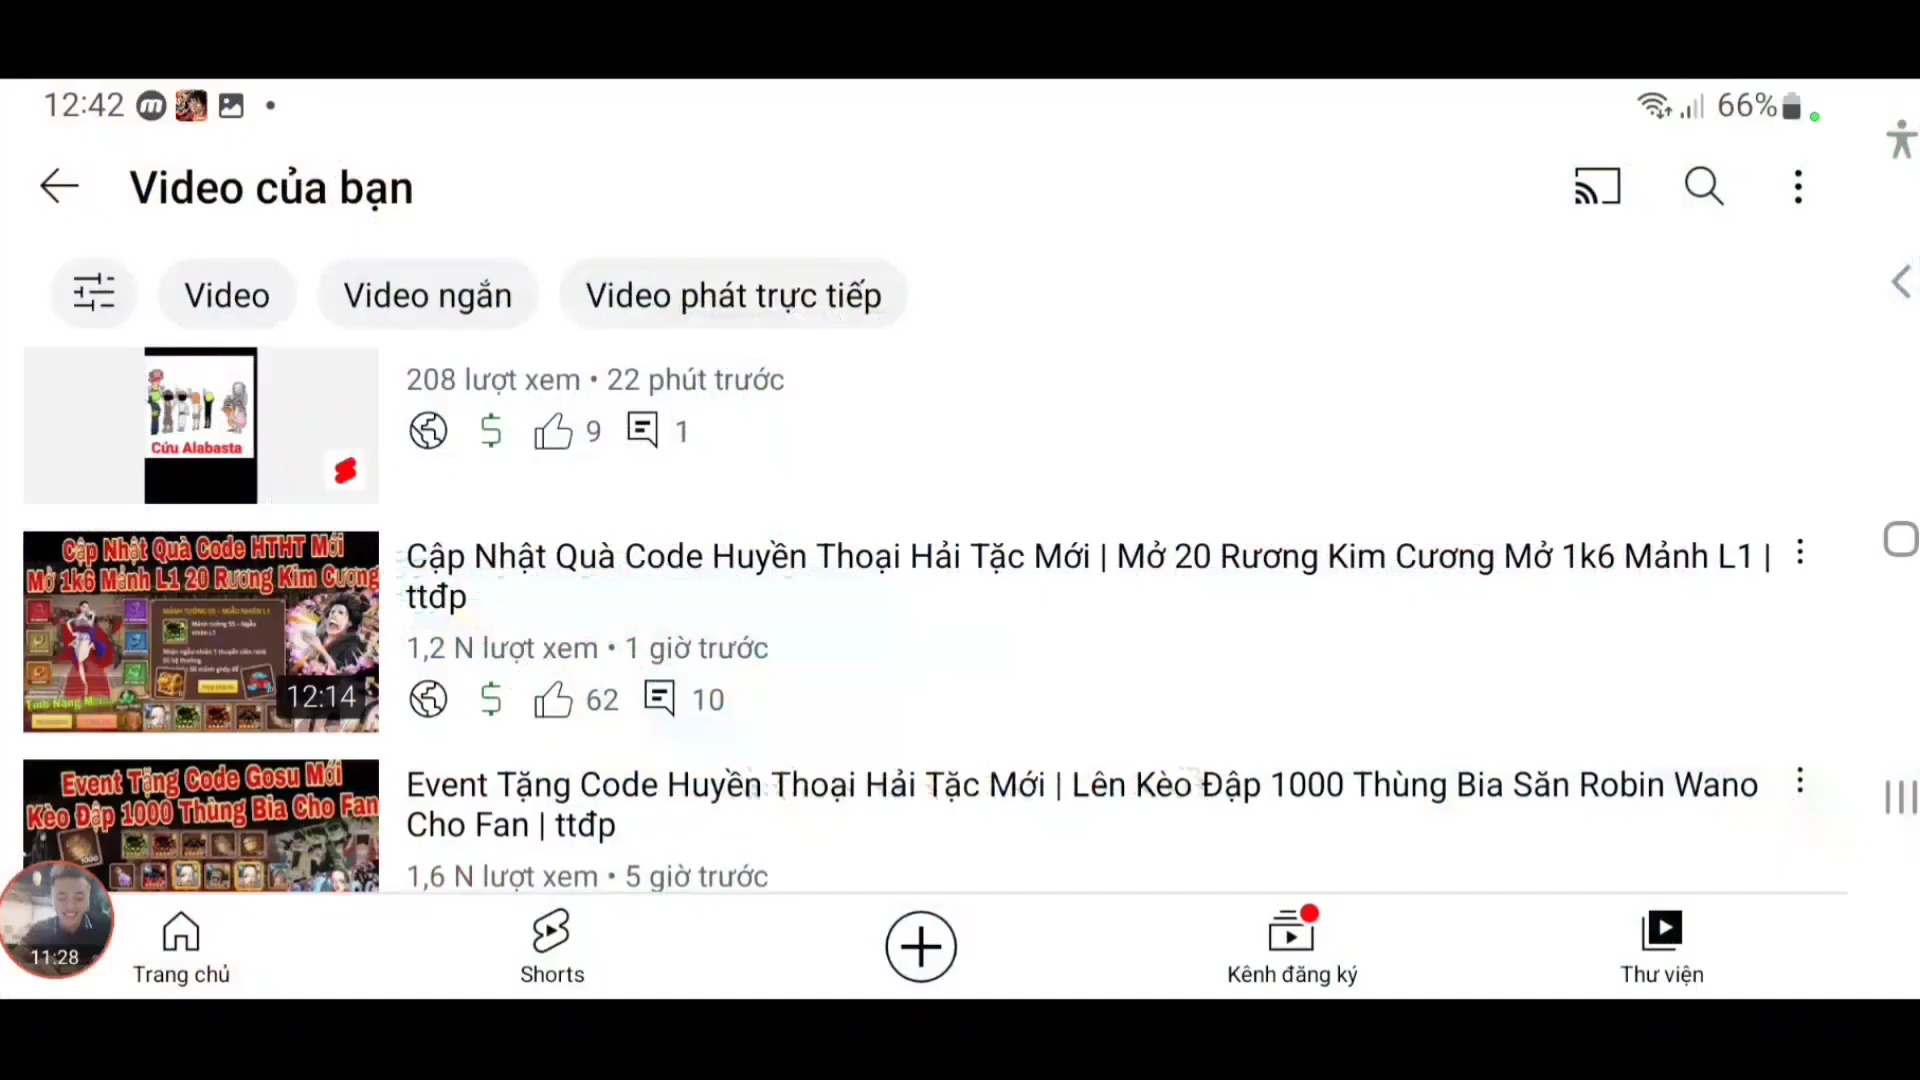 12:42
66%
Video của bạn
Video
Video ngắn
Video phát trực tiếp
Cứu Alabasta
208 lượt xem • 22 phút trước
9
1
Cập Nhật Quà Code HTHT Mới
Mở 1k6 Mảnh L1 20 Rương Kim Cương
12:14
Cập Nhật Quà Code Huyền Thoại Hải Tặc Mới | Mở 20 Rương Kim Cương Mở 1k6 Mảnh L1 |
ttđp
1,2 N lượt xem • 1 giờ trước
62
10
Event Tặng Code Gosu Mới
Kèo Đập 1000 Thùng Bia Cho Fan
Event Tặng Code Huyền Thoại Hải Tặc Mới | Lên Kèo Đập 1000 Thùng Bia Săn Robin Wano
Cho Fan | ttđp
1,6 N lượt xem • 5 giờ trước
11:28
Trang chủ
Shorts
Kênh đăng ký
Thư viện